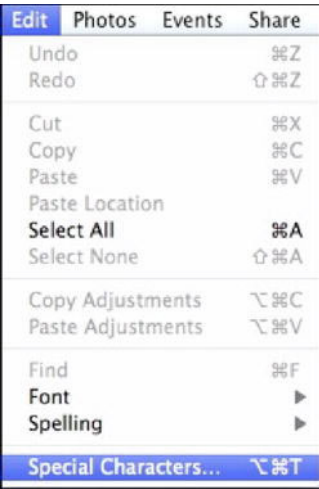 Edit Photos Events Share
Undo ⌘Z
Redo ⇧⌘Z
Cut ⌘X
Copy ⌘C
Paste ⌘V
Paste Location
Select All ⌘A
Select None ⇧⌘A
Copy Adjustments ⌥⌘C
Paste Adjustments ⌥⌘V
Find ⌘F
Font ▶
Spelling ▶
Special Characters... ⌥⌘T